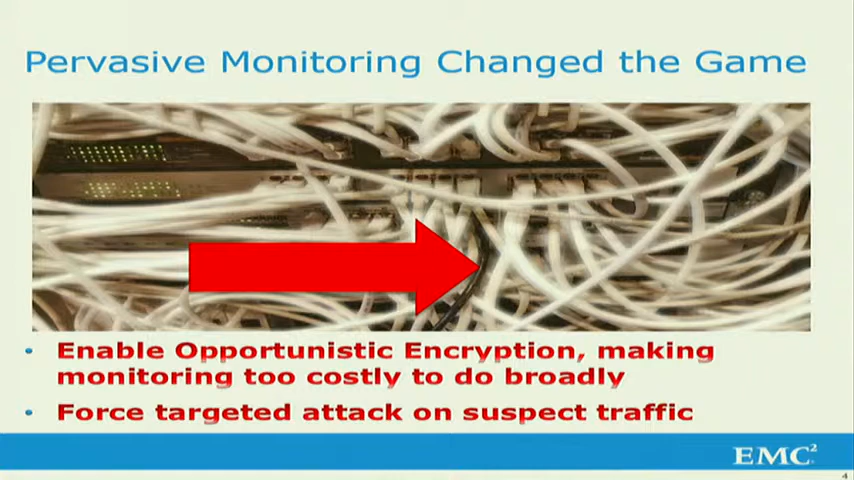 Pervasive Monitoring Changed the Game
• Enable Opportunistic Encryption, making
monitoring too costly to do broadly
• Force targeted attack on suspect traffic
EMC²
4